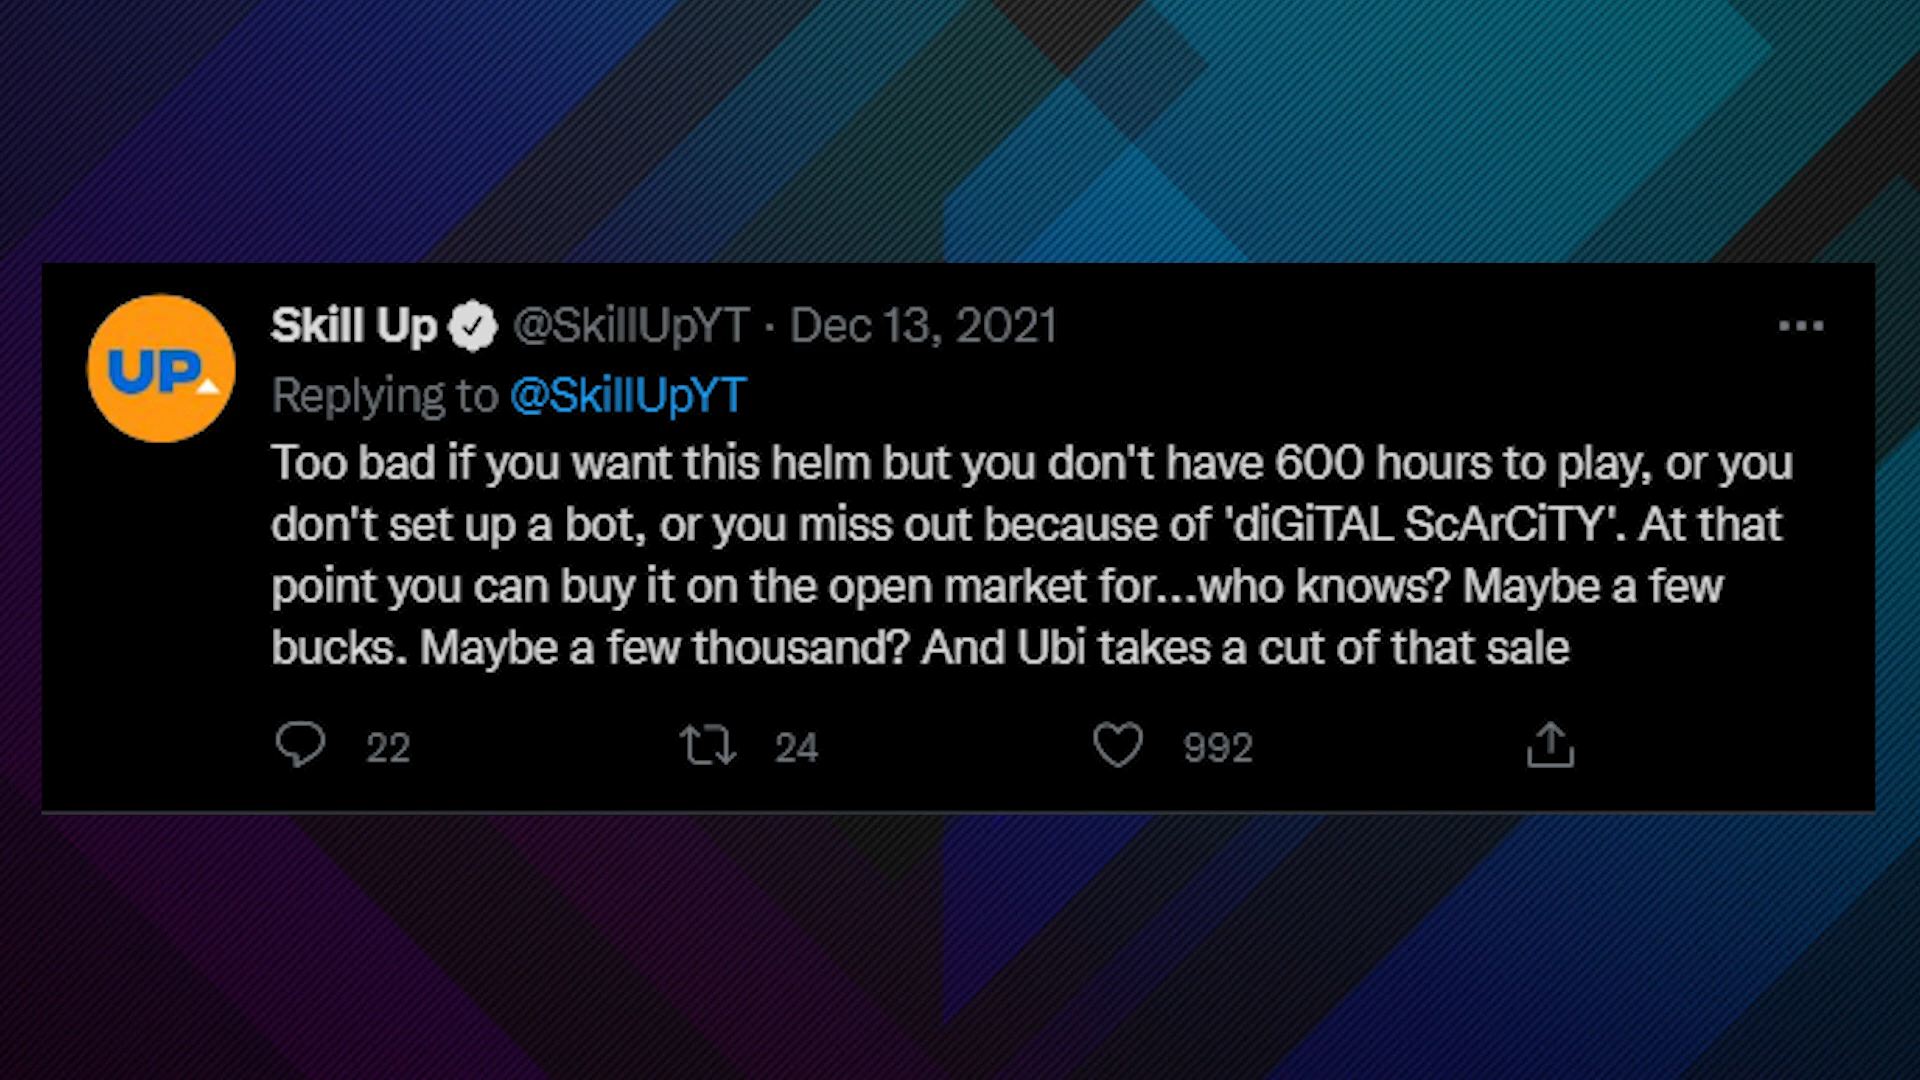 UP
Skill Up @SkillUpYT · Dec 13, 2021
Replying to @SkillUpYT
Too bad if you want this helm but you don't have 600 hours to play, or you
don't set up a bot, or you miss out because of 'diGiTAL ScArCiTY'. At that
point you can buy it on the open market for...who knows? Maybe a few
bucks. Maybe a few thousand? And Ubi takes a cut of that sale
22 24 992